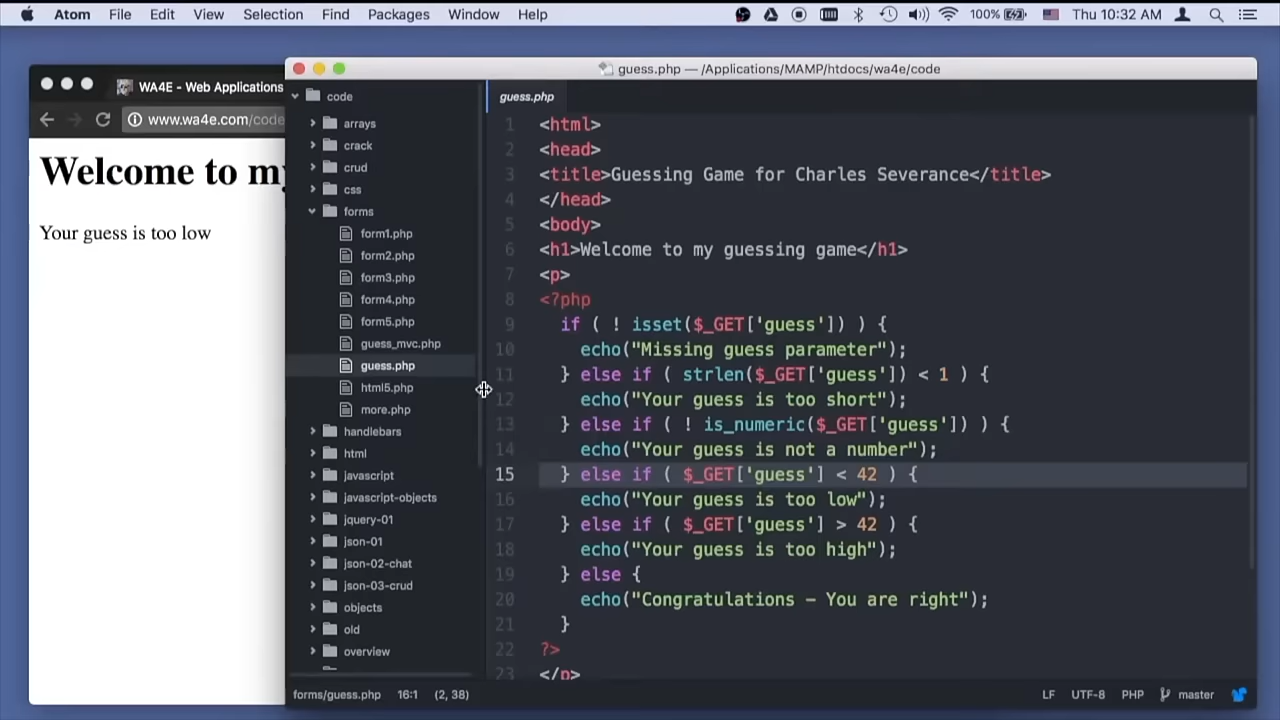 Atom File Edit View Selection Find Packages Window Help 100% Thu 10:32 AM
guess.php — /Applications/MAMP/htdocs/wa4e/code
WA4E - Web Applications
www.wa4e.com/code
Welcome to my
Your guess is too low
code
arrays
crack
crud
css
forms
form1.php
form2.php
form3.php
form4.php
form5.php
guess_mvc.php
guess.php
html5.php
more.php
handlebars
html
javascript
javascript-objects
jquery-01
json-01
json-02-chat
json-03-crud
objects
old
overview
guess.php
1 <html>
2 <head>
3 <title>Guessing Game for Charles Severance</title>
4 </head>
5 <body>
6 <h1>Welcome to my guessing game</h1>
7 <p>
8 <?php
9 if ( ! isset($_GET['guess']) ) {
10 echo("Missing guess parameter");
11 } else if ( strlen($_GET['guess']) < 1 ) {
12 echo("Your guess is too short");
13 } else if ( ! is_numeric($_GET['guess']) ) {
14 echo("Your guess is not a number");
15 } else if ( $_GET['guess'] < 42 ) {
16 echo("Your guess is too low");
17 } else if ( $_GET['guess'] > 42 ) {
18 echo("Your guess is too high");
19 } else {
20 echo("Congratulations - You are right");
21 }
22 ?>
23 </p>
forms/guess.php 16:1 (2, 38) LF UTF-8 PHP master